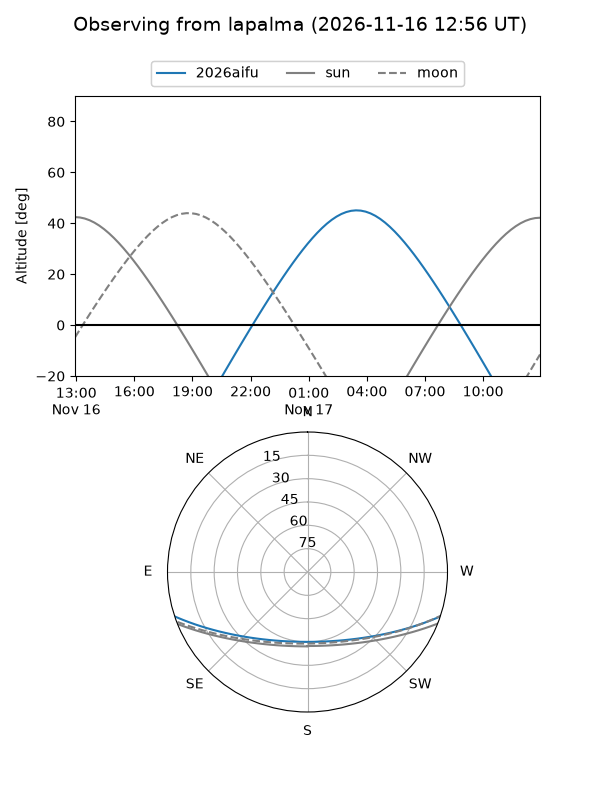 Observing from lapalma (2026-11-16 12:56 UT)
2026aifu sun moon
Altitude [deg]
80
60
40
20
0
−20
13:00 16:00 19:00 22:00 01:00 04:00 07:00 10:00
Nov 16 Nov 17
N
NE NW
15
30
45
60
75
E W
SE SW
S